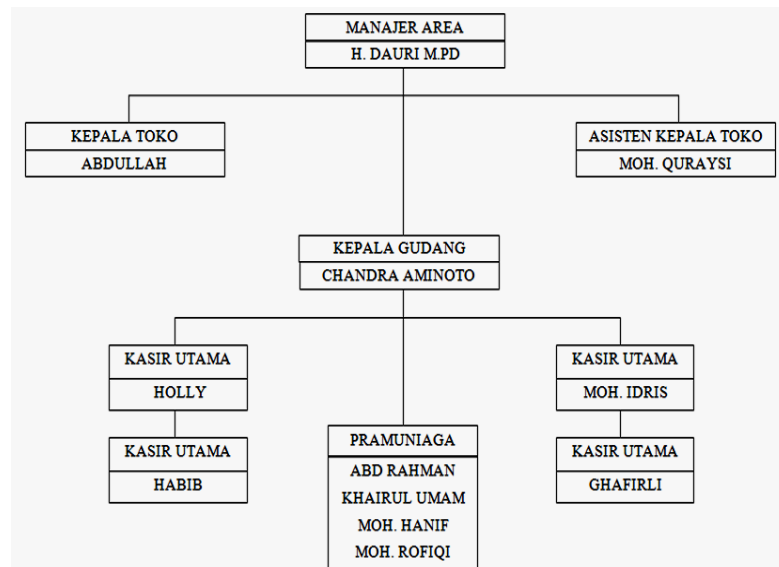 MANAJER AREA
H. DAURI M.PD
KEPALA TOKO
ABDULLAH
ASISTEN KEPALA TOKO
MOH. QURAYSI
KEPALA GUDANG
CHANDRA AMINOTO
KASIR UTAMA
HOLLY
KASIR UTAMA
MOH. IDRIS
KASIR UTAMA
HABIB
PRAMUNIAGA
ABD RAHMAN
KHAIRUL UMAM
MOH. HANIF
MOH. ROFIQI
KASIR UTAMA
GHAFIRLI